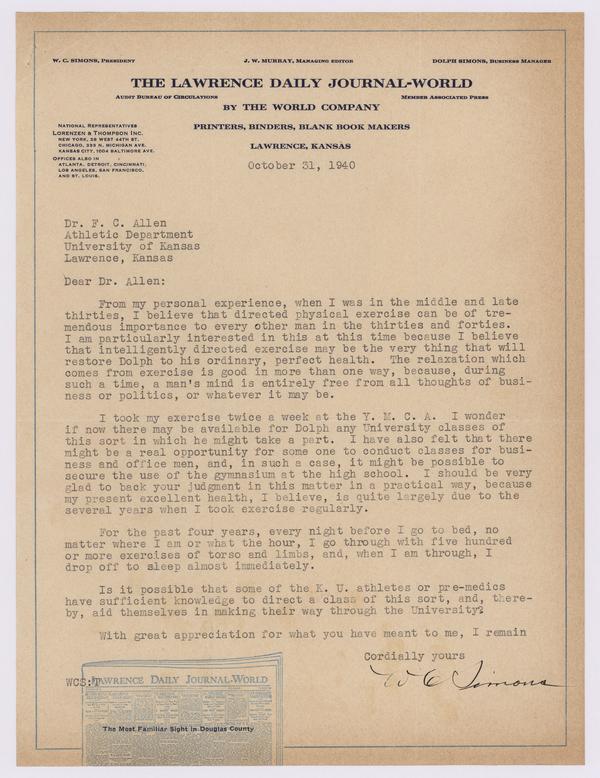 W. C. SIMONS, PRESIDENT J. W. MURRAY, MANAGING EDITOR DOLPH SIMONS, BUSINESS MANAGER
THE LAWRENCE DAILY JOURNAL-WORLD
AUDIT BUREAU OF CIRCULATIONS MEMBER ASSOCIATED PRESS
BY THE WORLD COMPANY
PRINTERS, BINDERS, BLANK BOOK MAKERS
LAWRENCE, KANSAS
NATIONAL REPRESENTATIVES
LORENZEN & THOMPSON INC.
NEW YORK, 28 WEST 44TH ST.
CHICAGO, 333 N. MICHIGAN AVE.
KANSAS CITY, 1004 BALTIMORE AVE.
OFFICES ALSO IN
ATLANTA, DETROIT, CINCINNATI,
LOS ANGELES, SAN FRANCISCO,
AND ST. LOUIS.
October 31, 1940
Dr. F. C. Allen
Athletic Department
University of Kansas
Lawrence, Kansas
Dear Dr. Allen:
From my personal experience, when I was in the middle and late
thirties, I believe that directed physical exercise can be of tre-
mendous importance to every other man in the thirties and forties.
I am particularly interested in this at this time because I believe
that intelligently directed exercise may be the very thing that will
restore Dolph to his ordinary, perfect health. The relaxation which
comes from exercise is good in more than one way, because, during
such a time, a man's mind is entirely free from all thoughts of busi-
ness or politics, or whatever it may be.
I took my exercise twice a week at the Y. M. C. A. I wonder
if now there may be available for Dolph any University classes of
this sort in which he might take a part. I have also felt that there
might be a real opportunity for some one to conduct classes for busi-
ness and office men, and, in such a case, it might be possible to
secure the use of the gymnasium at the high school. I should be very
glad to back your judgment in this matter in a practical way, because
my present excellent health, I believe, is quite largely due to the
several years when I took exercise regularly.
For the past four years, every night before I go to bed, no
matter where I am or what the hour, I go through with five hundred
or more exercises of torso and limbs, and, when I am through, I
drop off to sleep almost immediately.
Is it possible that some of the K. U. athletes or pre-medics
have sufficient knowledge to direct a class of this sort, and, there-
by, aid themselves in making their way through the University?
With great appreciation for what you have meant to me, I remain
Cordially yours
W C Simons
WCS:T
LAWRENCE DAILY JOURNAL-WORLD
The Most Familiar Sight in Douglas County